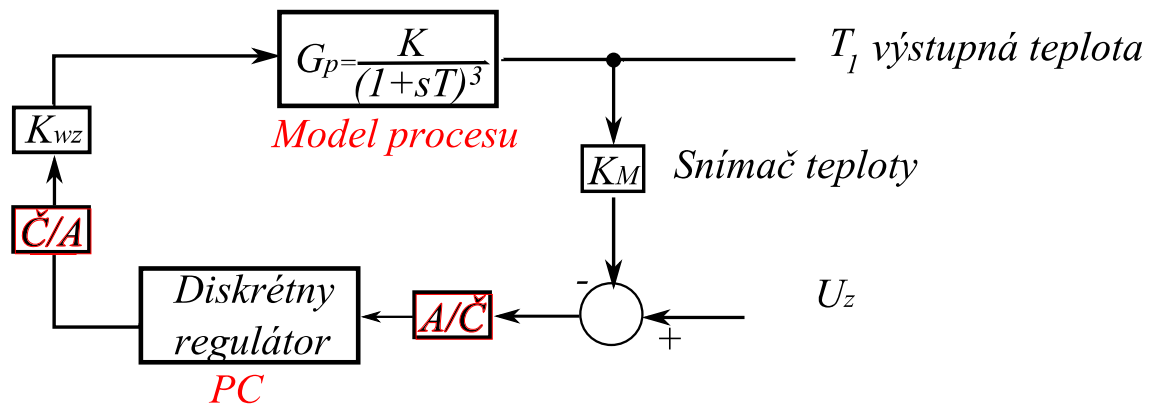 Gp= K
(1+sT)³
T₁ výstupná teplota
Kwz
Model procesu
KM
Snímač teploty
Č/A
Diskrétny
regulátor
A/Č
-
+
Uz
PC